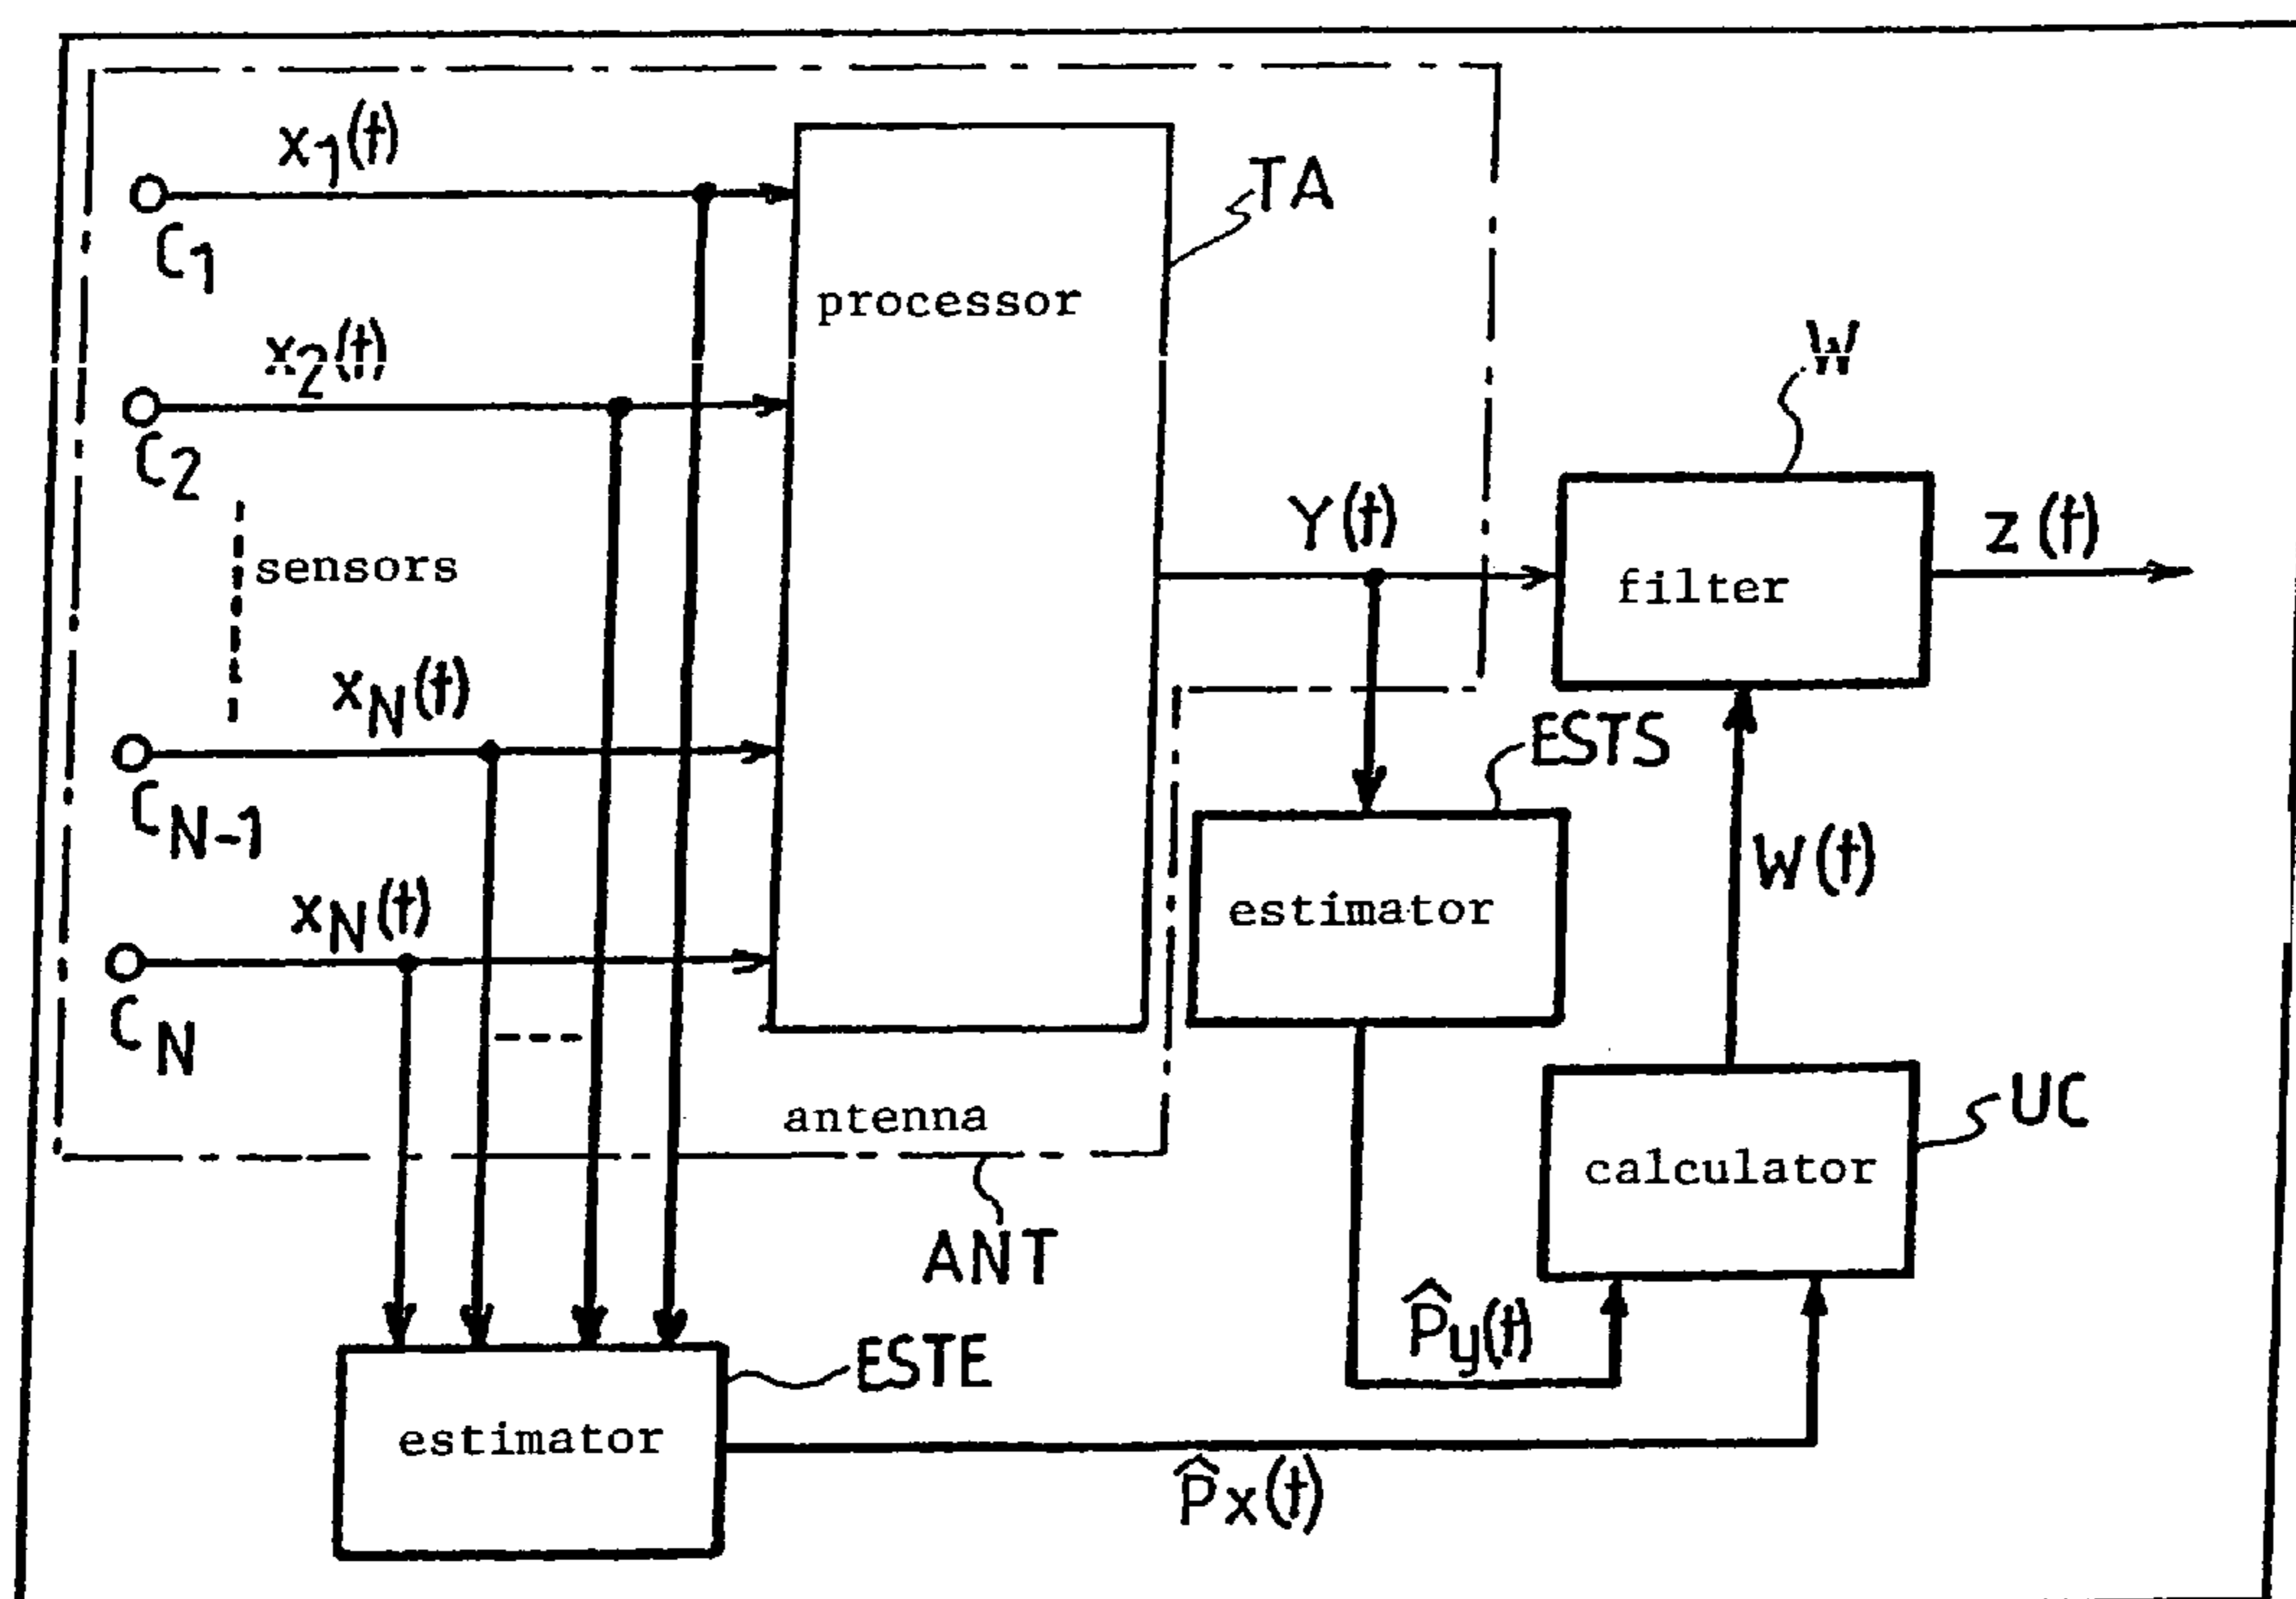 x1(t)
C1
TA
processor
x2(t)
C2
W
sensors
Y(t)
filter
z(t)
xN(t)
CN-1
ESTS
xN(t)
CN
estimator
W(t)
antenna
calculator
UC
ANT
P̂y(t)
ESTE
estimator
P̂x(t)